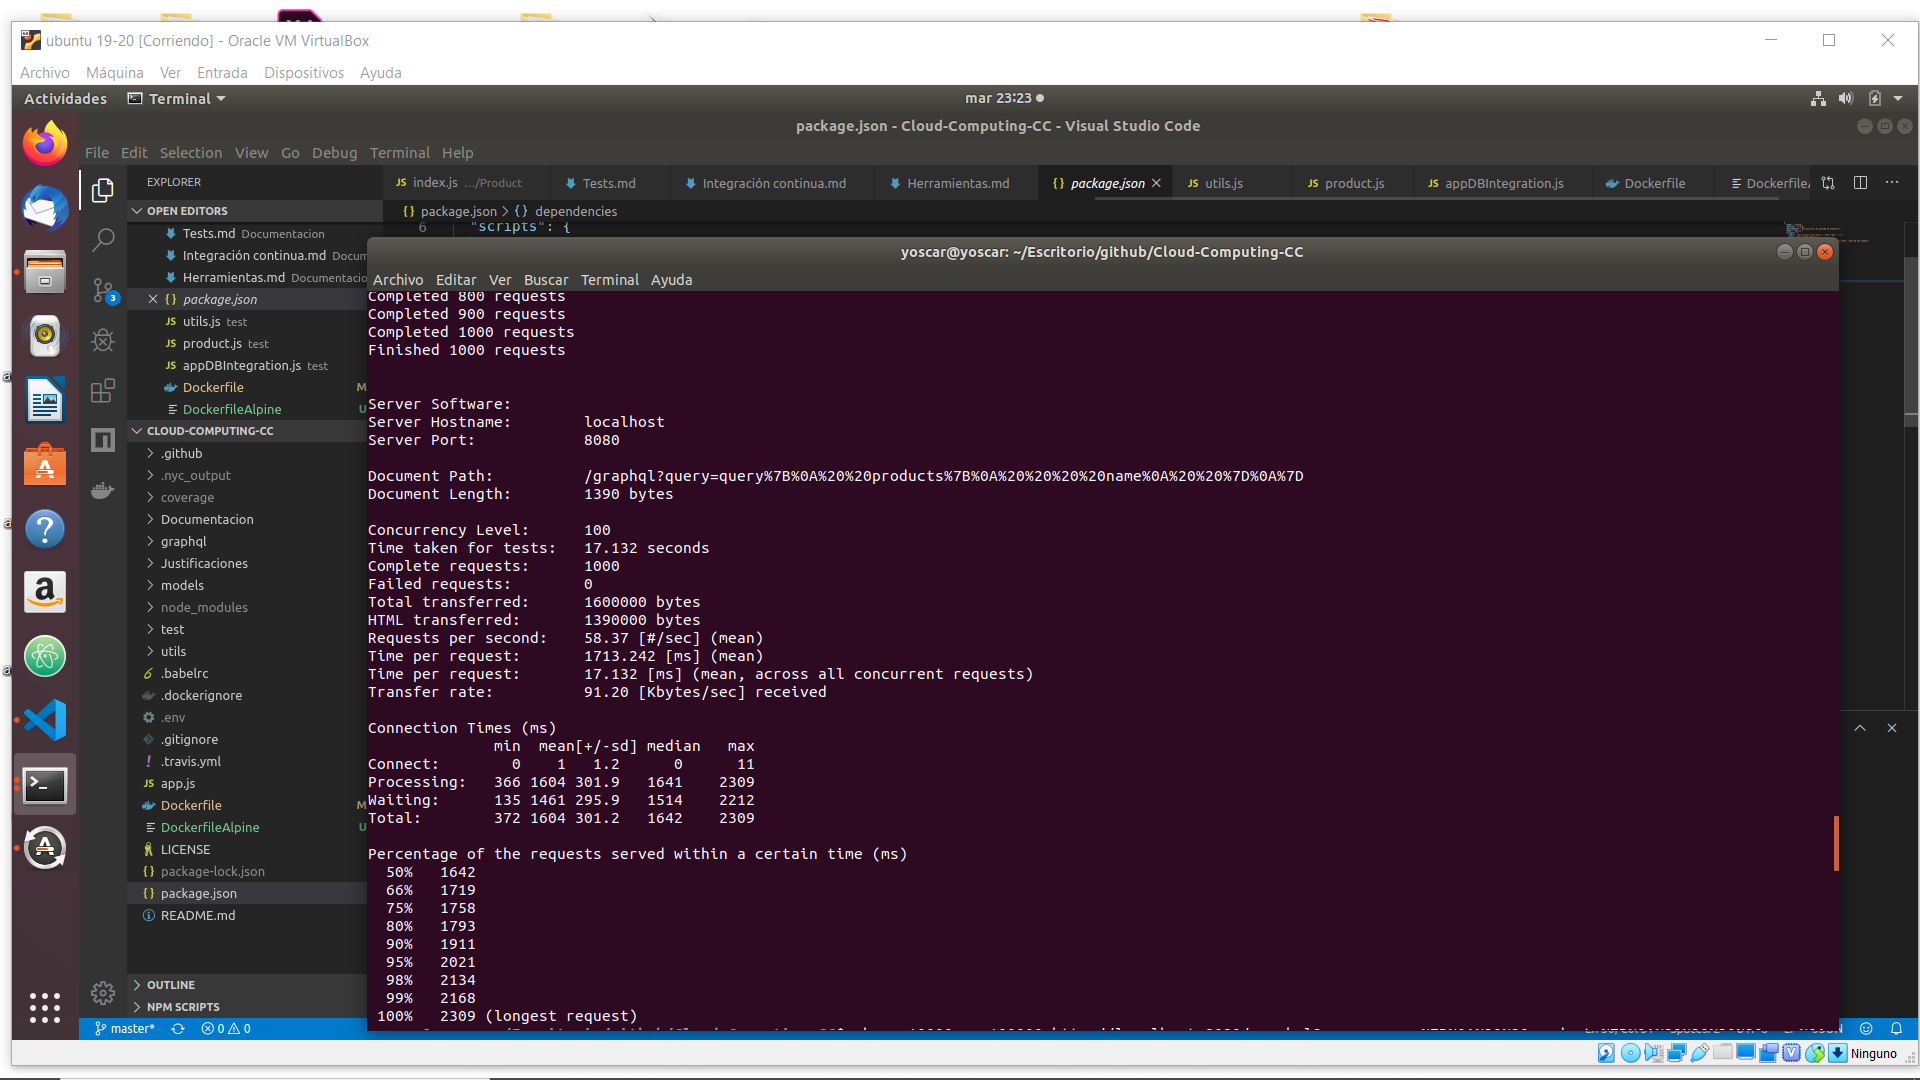 ubuntu 19-20 [Corriendo] - Oracle VM VirtualBox
Archivo Máquina Ver Entrada Dispositivos Ayuda
Actividades Terminal mar 23:23
package.json - Cloud-Computing-CC - Visual Studio Code
File Edit Selection View Go Debug Terminal Help
EXPLORER
JS index.js .../Product Tests.md Integración continua.md Herramientas.md {} package.json JS utils.js JS product.js JS appDBIntegration.js Dockerfile Dockerfile
OPEN EDITORS
{} package.json > {} dependencies
6 "scripts": {
Tests.md Documentacion
Integración continua.md Docum
Herramientas.md Documentacio
{} package.json
JS utils.js test
JS product.js test
JS appDBIntegration.js test
Dockerfile M
DockerfileAlpine U
CLOUD-COMPUTING-CC
.github
.nyc_output
coverage
Documentacion
graphql
Justificaciones
models
node_modules
test
utils
.babelrc
.dockerignore
.env
.gitignore
.travis.yml
JS app.js
Dockerfile M
DockerfileAlpine U
LICENSE
{} package-lock.json
{} package.json
README.md
OUTLINE
NPM SCRIPTS
3
yoscar@yoscar: ~/Escritorio/github/Cloud-Computing-CC
Archivo Editar Ver Buscar Terminal Ayuda
Completed 800 requests
Completed 900 requests
Completed 1000 requests
Finished 1000 requests
Server Software:
Server Hostname: localhost
Server Port: 8080
Document Path: /graphql?query=query%7B%0A%20%20products%7B%0A%20%20%20%20name%0A%20%20%7D%0A%7D
Document Length: 1390 bytes
Concurrency Level: 100
Time taken for tests: 17.132 seconds
Complete requests: 1000
Failed requests: 0
Total transferred: 1600000 bytes
HTML transferred: 1390000 bytes
Requests per second: 58.37 [#/sec] (mean)
Time per request: 1713.242 [ms] (mean)
Time per request: 17.132 [ms] (mean, across all concurrent requests)
Transfer rate: 91.20 [Kbytes/sec] received
Connection Times (ms)
min mean[+/-sd] median max
Connect: 0 1 1.2 0 11
Processing: 366 1604 301.9 1641 2309
Waiting: 135 1461 295.9 1514 2212
Total: 372 1604 301.2 1642 2309
Percentage of the requests served within a certain time (ms)
50% 1642
66% 1719
75% 1758
80% 1793
90% 1911
95% 2021
98% 2134
99% 2168
100% 2309 (longest request)
master* 0 0
Ninguno